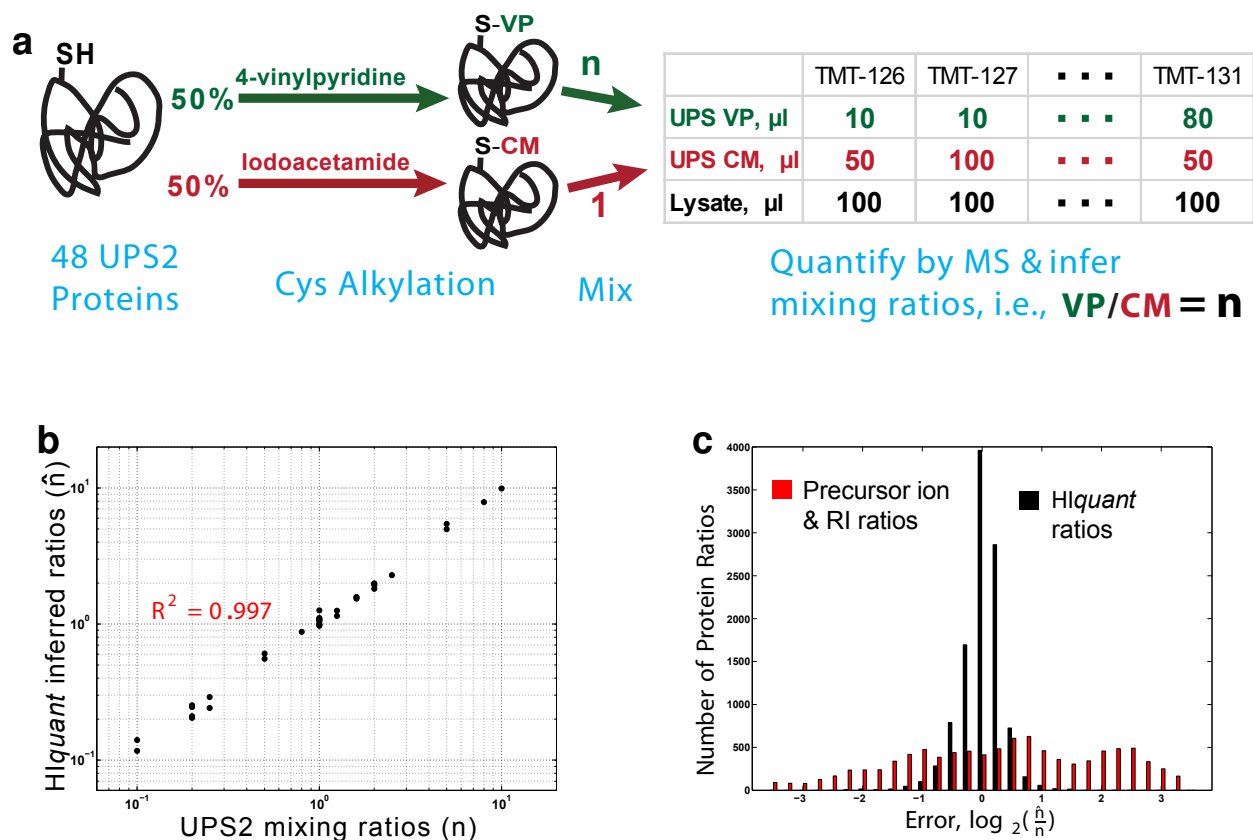 a
SH
50%
4-vinylpyridine
S-VP
n
50%
Iodoacetamide
S-CM
1
48 UPS2
Proteins
Cys Alkylation
Mix
TMT-126 TMT-127 ▪ ▪ ▪ TMT-131
UPS VP, µl 10 10 ▪ ▪ ▪ 80
UPS CM, µl 50 100 ▪ ▪ ▪ 50
Lysate, µl 100 100 ▪ ▪ ▪ 100
Quantify by MS & infer
mixing ratios, i.e., VP/CM = n
b
HIquant inferred ratios (n̂)
10¹
10⁰
10⁻¹
R² = 0.997
10⁻¹ 10⁰ 10¹
UPS2 mixing ratios (n)
c
Number of Protein Ratios
4000
3500
3000
2500
2000
1500
1000
500
0
Precursor ion
& RI ratios
HIquant
ratios
−3 −2 −1 0 1 2 3
Error, log ₂(n̂/n)